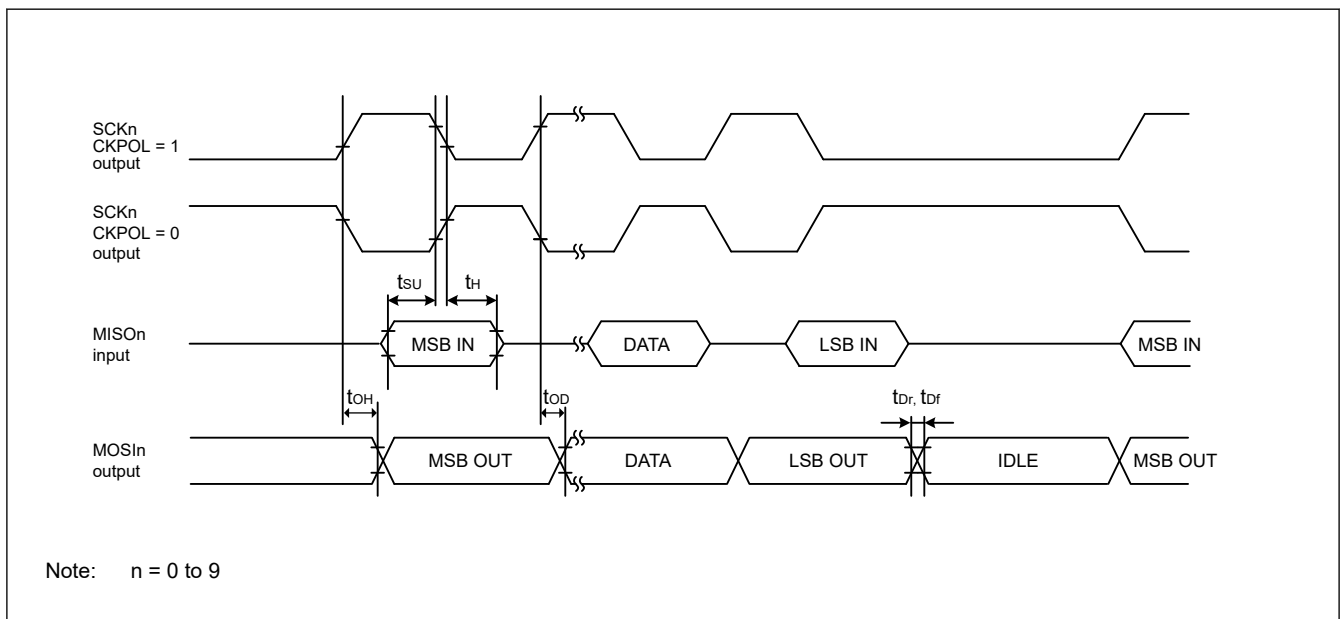 SCKn
CKPOL = 1
output
SCKn
CKPOL = 0
output
tSU
tH
MISOn
input
MSB IN
DATA
LSB IN
MSB IN
tOH
tOD
tDr, tDf
MOSIn
output
MSB OUT
DATA
LSB OUT
IDLE
MSB OUT
Note: n = 0 to 9